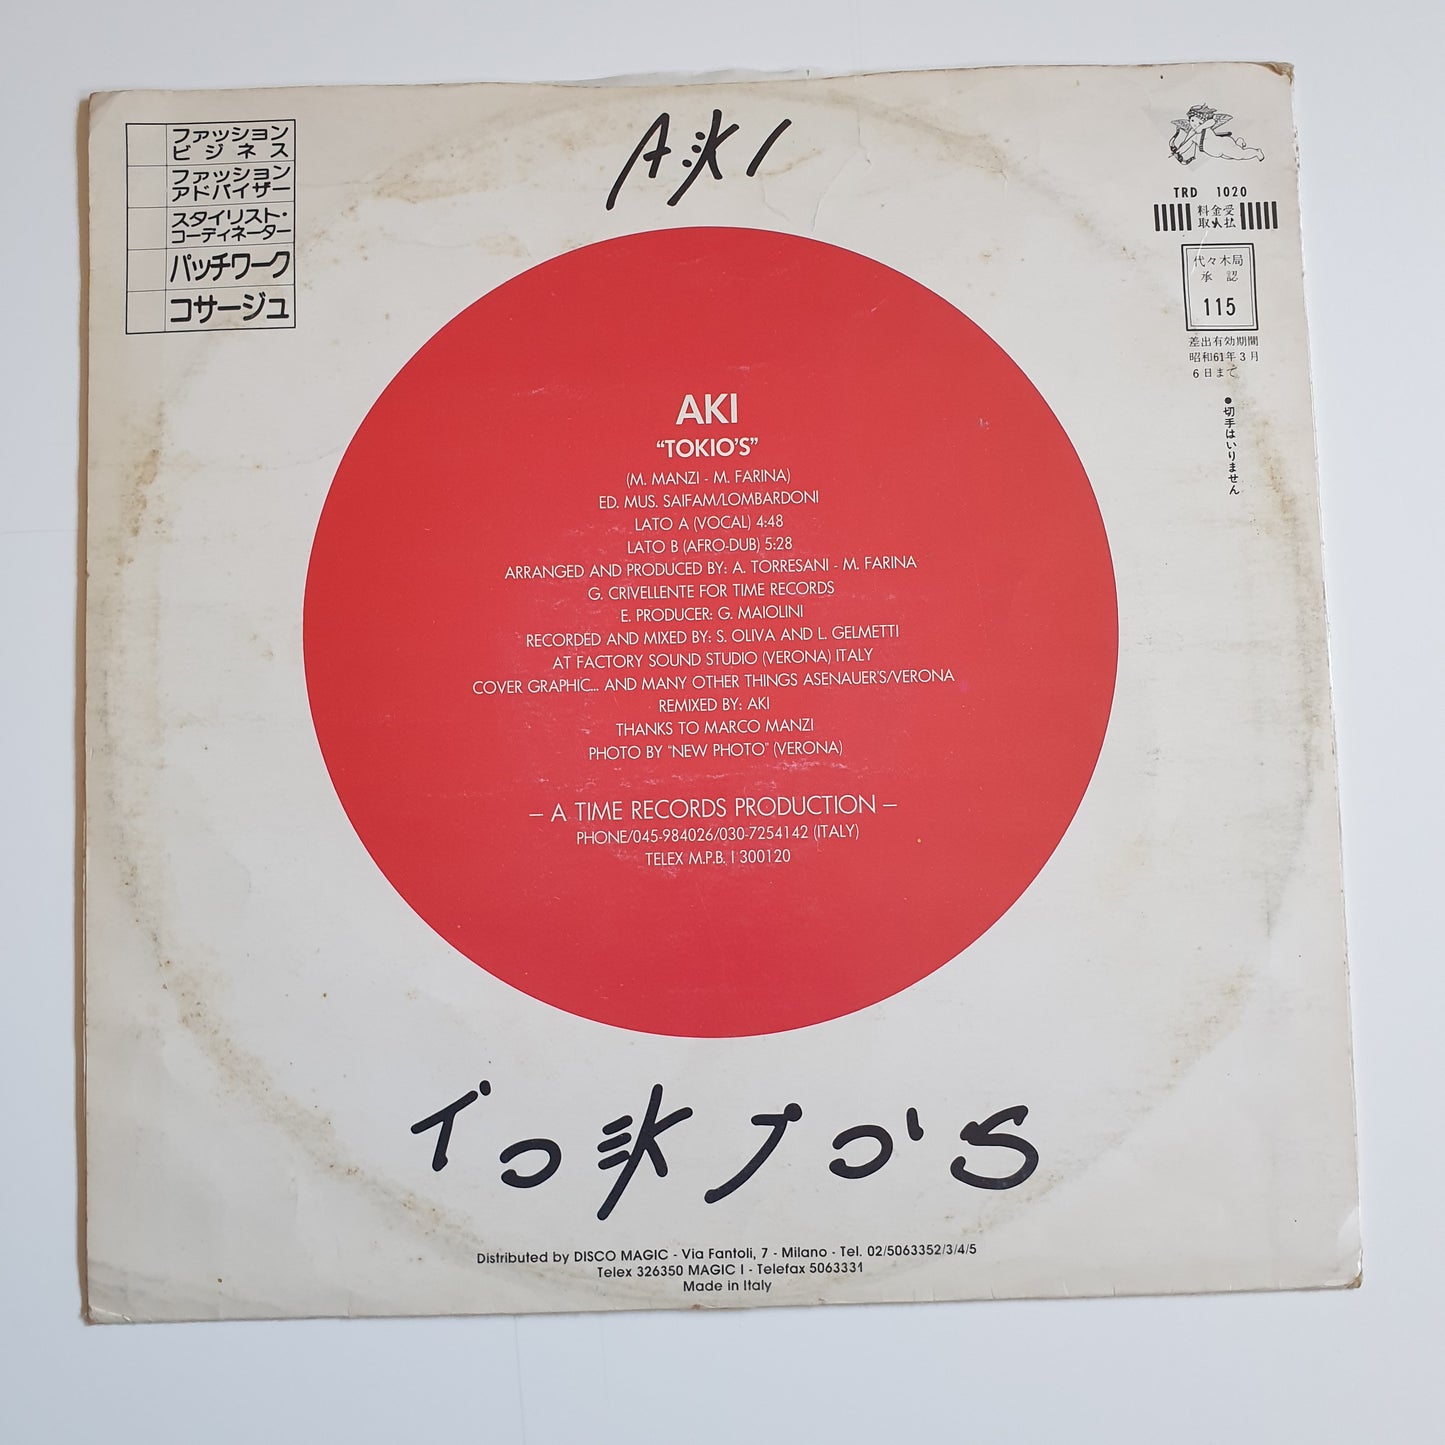 AKI
ファッション
ビジネス
ファッション
アドバイザー
スタイリスト・
コーディネーター
パッチワーク
コサージュ
TRD 1020
料金受
取人払
代々木局
承 認
115
差出有効期間
昭和61年3月
6日まで
●切手はいりません
AKI
“TOKIO'S”
(M. MANZI - M. FARINA)
ED. MUS. SAIFAM/LOMBARDONI
LATO A (VOCAL) 4:48
LATO B (AFRO-DUB) 5:28
ARRANGED AND PRODUCED BY: A. TORRESANI - M. FARINA
G. CRIVELLENTE FOR TIME RECORDS
E. PRODUCER: G. MAIOLINI
RECORDED AND MIXED BY: S. OLIVA AND L. GELMETTI
AT FACTORY SOUND STUDIO (VERONA) ITALY
COVER GRAPHIC... AND MANY OTHER THINGS ASENAUER'S/VERONA
REMIXED BY: AKI
THANKS TO MARCO MANZI
PHOTO BY “NEW PHOTO” (VERONA)
– A TIME RECORDS PRODUCTION –
PHONE/045-984026/030-7254142 (ITALY)
TELEX M.P.B. I 300120
TOKIO'S
Distributed by DISCO MAGIC - Via Fantoli, 7 - Milano - Tel. 02/5063352/3/4/5
Telex 326350 MAGIC I - Telefax 5063331
Made in Italy